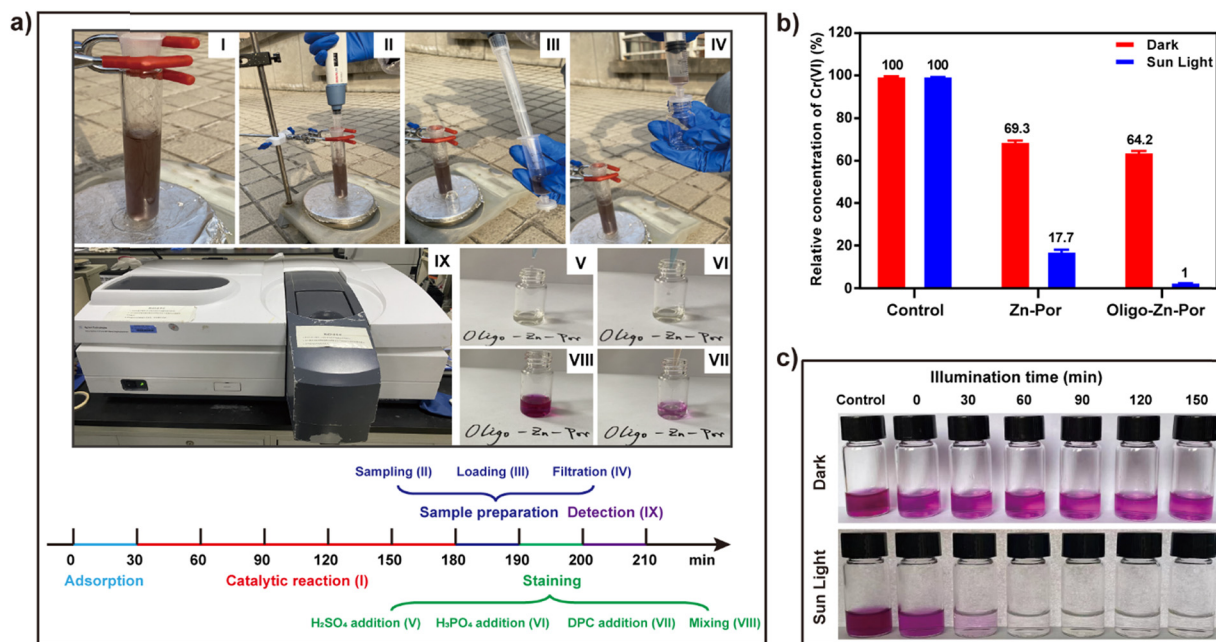 a)
I
II
III
IV
IX
V
VI
Oligo-Zn-Por
Oligo-Zn-Por
VIII
VII
Oligo-Zn-Por
Oligo-Zn-Por
Sampling (II) Loading (III) Filtration (IV)
Sample preparation Detection (IX)
0 30 60 90 120 150 180 190 200 210 min
Adsorption Catalytic reaction (I) Staining
H₂SO₄ addition (V) H₃PO₄ addition (VI) DPC addition (VII) Mixing (VIII)
b)
Relative concentration of Cr(VI) (%)
120
100
80
60
40
20
0
Dark
Sun Light
100 100
69.3
17.7
64.2
1
Control Zn-Por Oligo-Zn-Por
c)
Illumination time (min)
Control 0 30 60 90 120 150
Dark
Sun Light